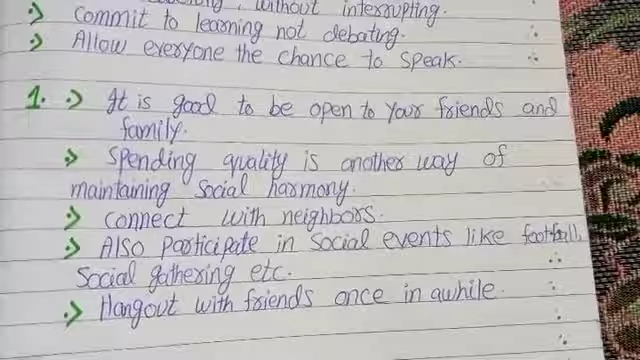 , without interrupting.
:) Commit to learning not debating.
:) Allow everyone the chance to speak.
1. :) It is good to be open to your friends and
family.
:) Spending quality is another way of
maintaining social harmony.
:) Connect with neighbors.
:) Also participate in social events like football,
Social gathering etc.
:) Hangout with friends once in awhile.